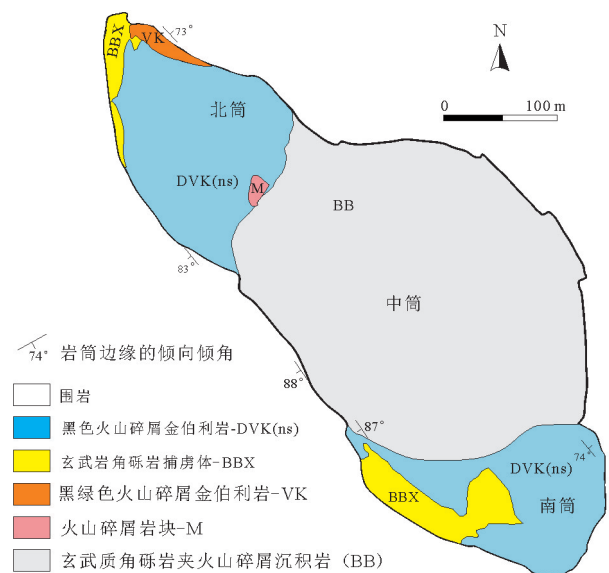 73°
BBX
VK
N
北筒
0 100 m
DVK(ns)
M
BB
83°
中筒
74° 岩筒边缘的倾向倾角
88°
围岩
87°
黑色火山碎屑金伯利岩-DVK(ns)
74°
玄武岩角砾岩捕虏体-BBX
DVK(ns)
BBX
黑绿色火山碎屑金伯利岩-VK
南筒
火山碎屑岩块-M
玄武质角砾岩夹火山碎屑沉积岩（BB）